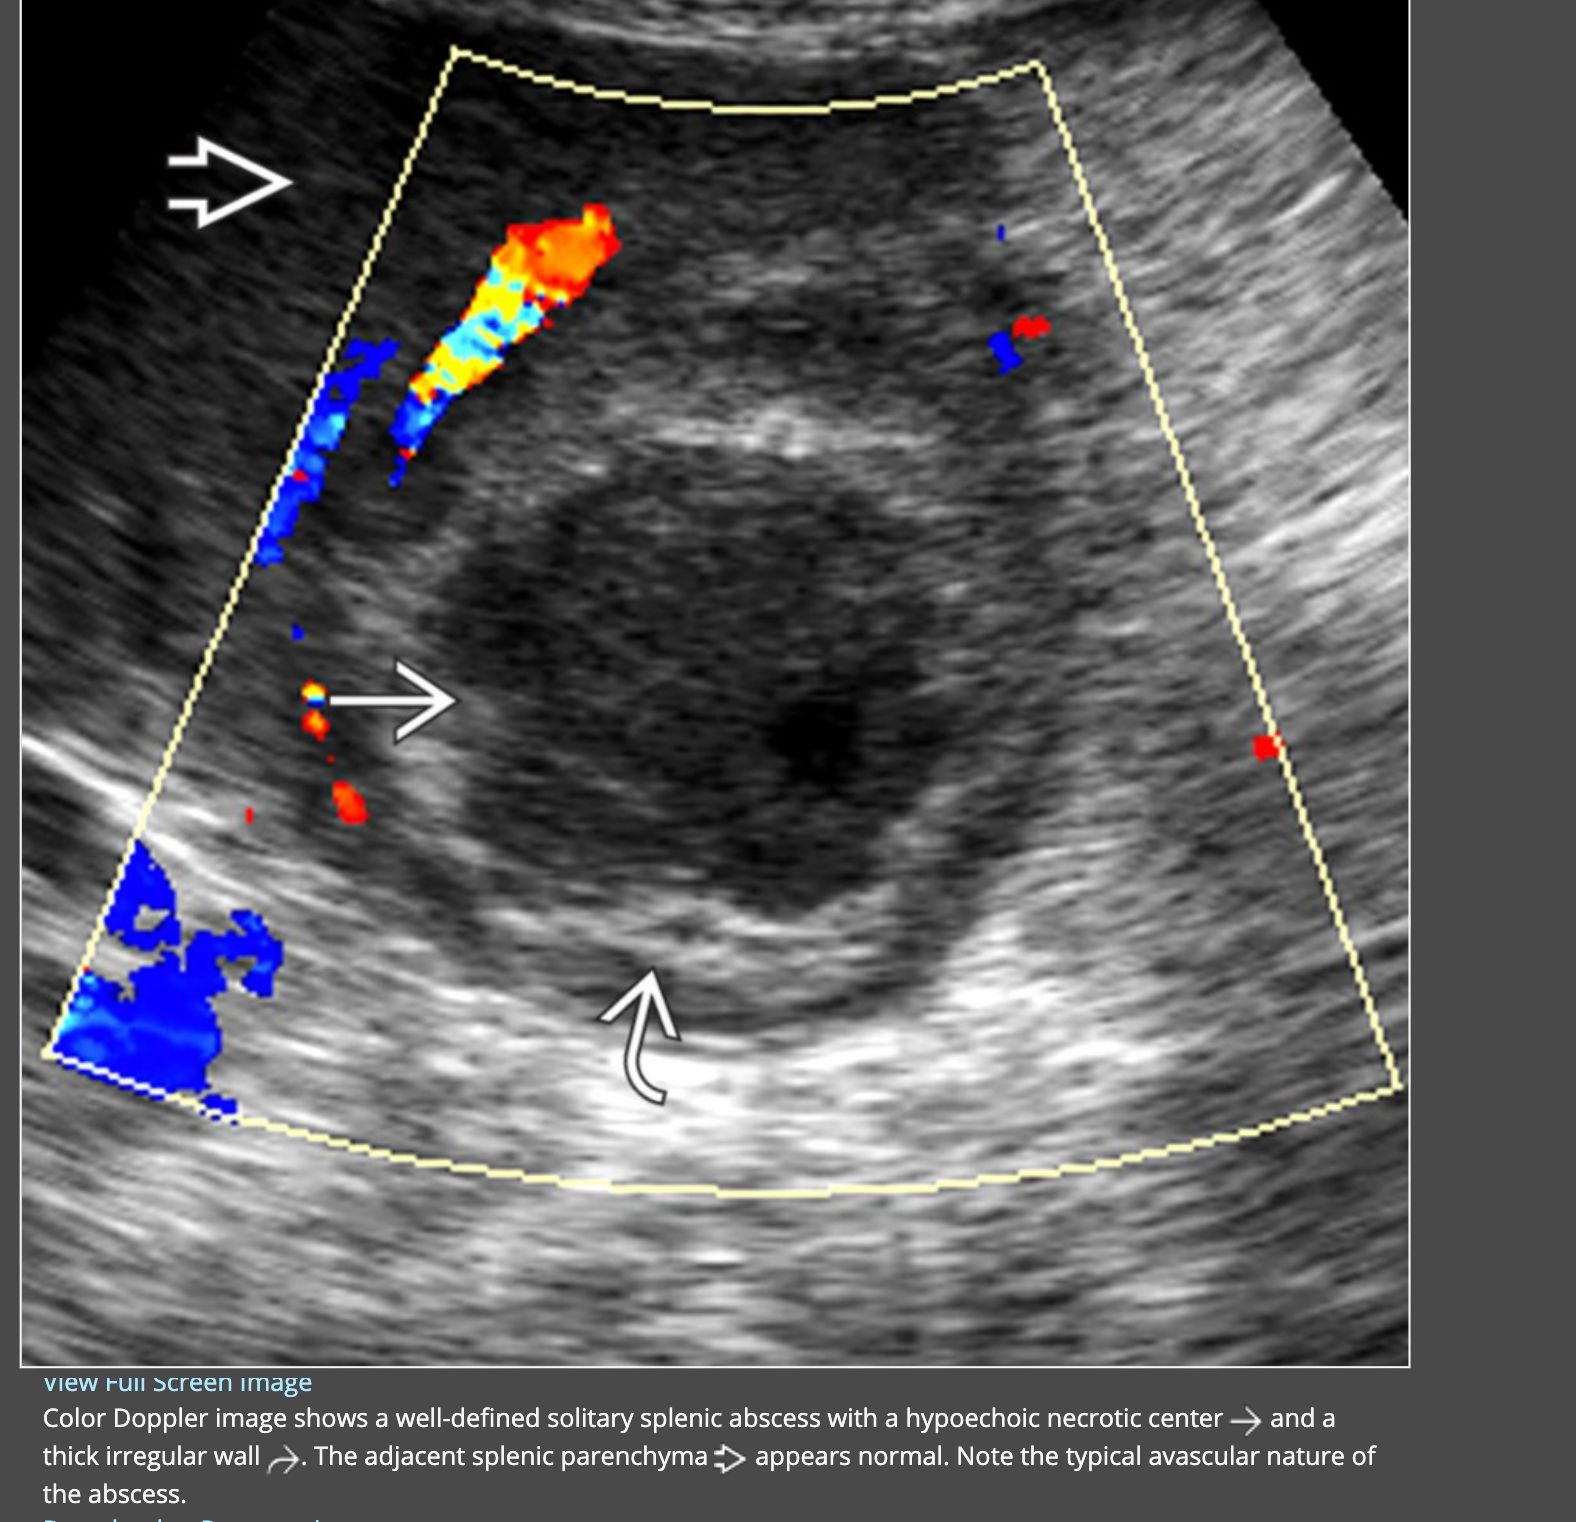 View Full Screen Image
Color Doppler image shows a well-defined solitary splenic abscess with a hypoechoic necrotic center and a
thick irregular wall . The adjacent splenic parenchyma appears normal. Note the typical avascular nature of
the abscess.